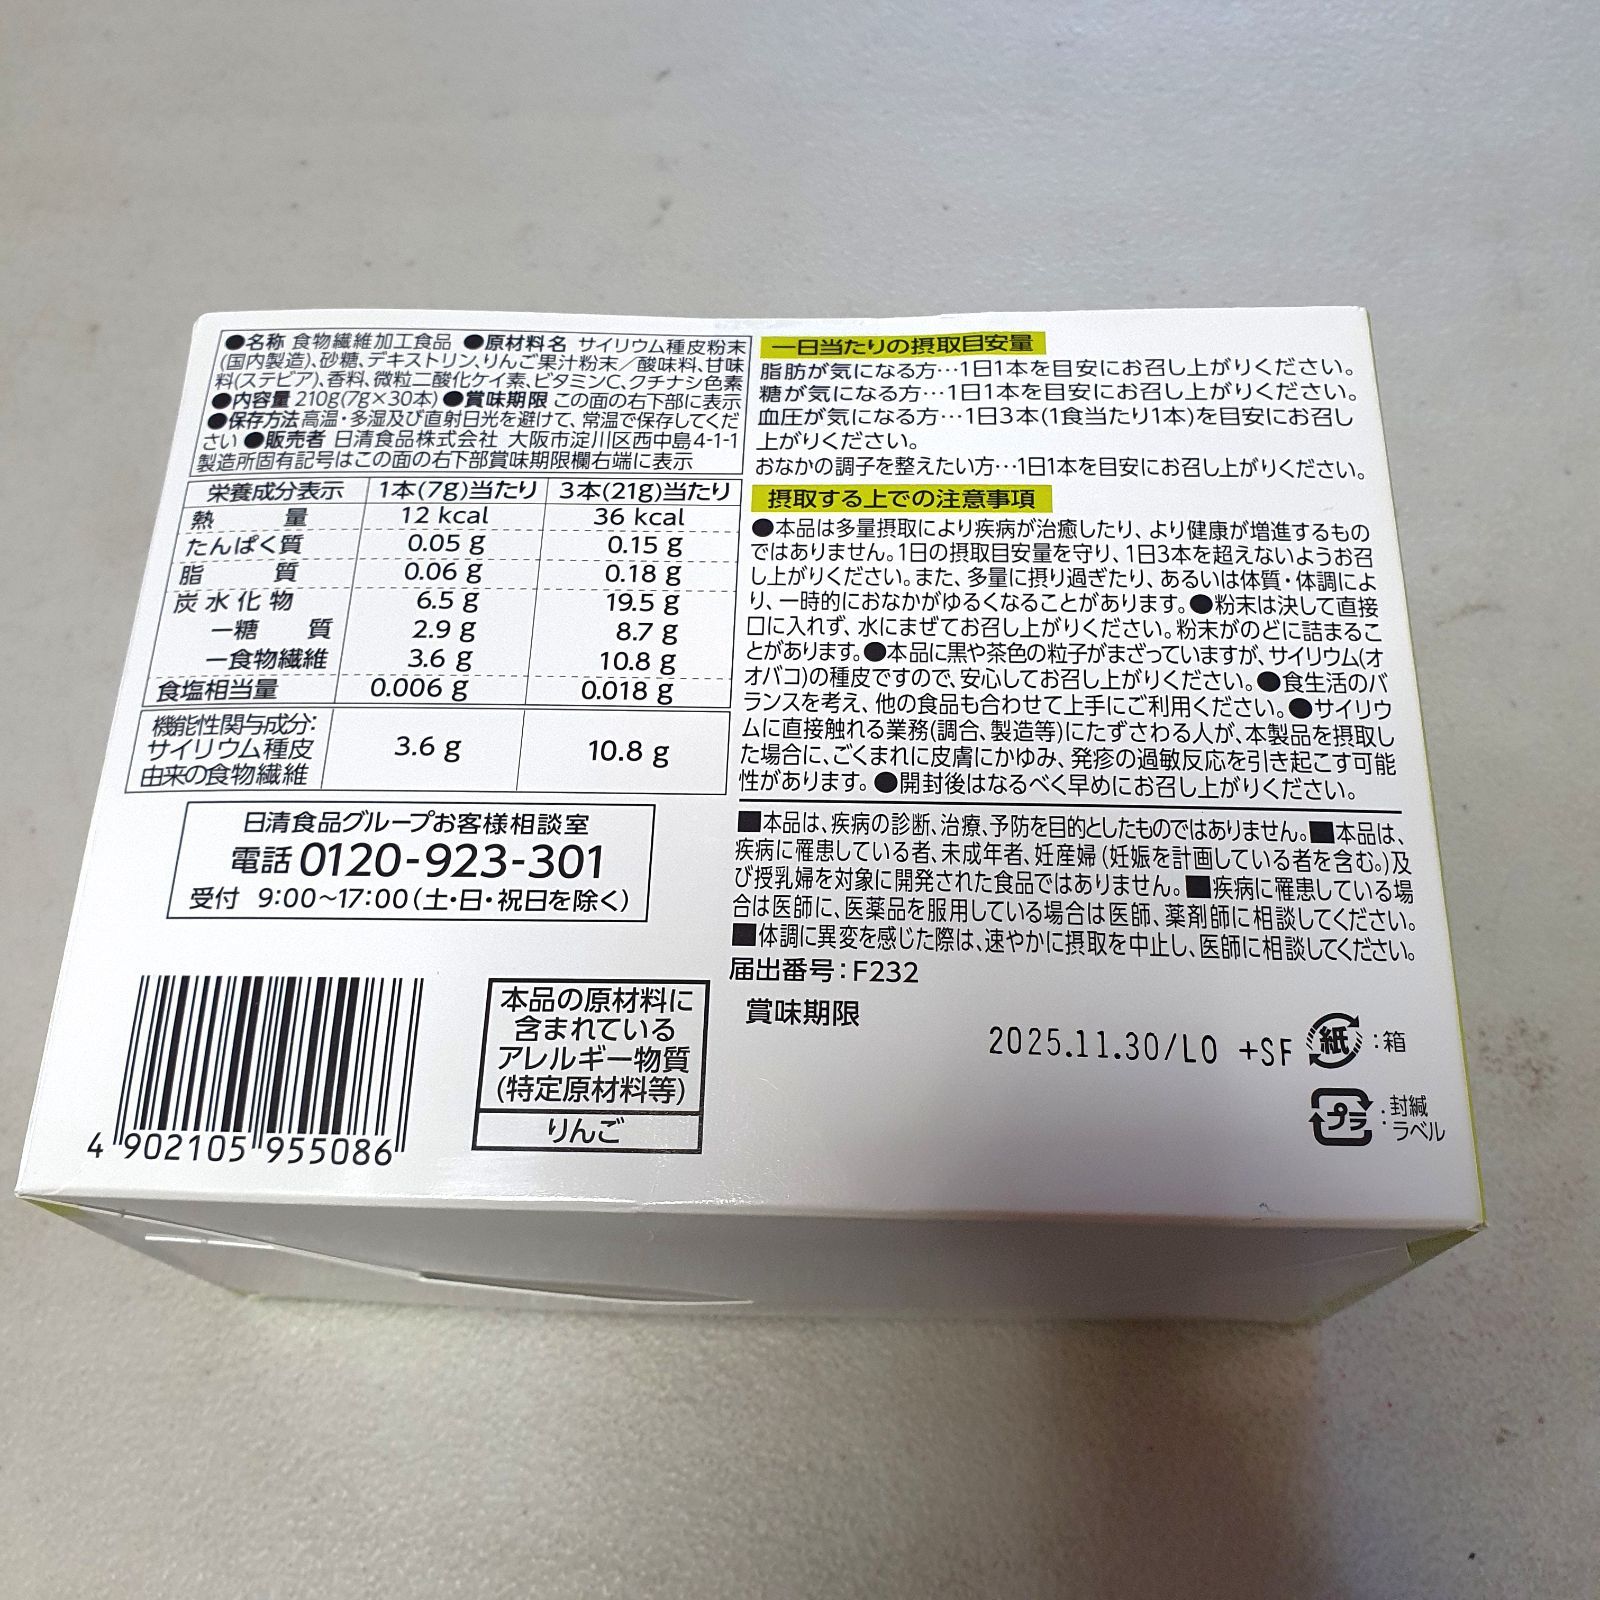 ●名称 食物繊維加工食品 ●原材料名 サイリウム種皮粉末
(国内製造)、砂糖、デキストリン、りんご果汁粉末／酸味料、甘味
料(ステビア)、香料、微粒二酸化ケイ素、ビタミンC、クチナシ色素
●内容量 210g(7g×30本) ●賞味期限 この面の右下部に表示
●保存方法 高温・多湿及び直射日光を避けて、常温で保存してくだ
さい ●販売者 日清食品株式会社 大阪市淀川区西中島4-1-1
製造所固有記号はこの面の右下部賞味期限欄右端に表示
栄養成分表示 1本(7g)当たり 3本(21g)当たり
熱量 12 kcal 36 kcal
たんぱく質 0.05 g 0.15 g
脂質 0.06 g 0.18 g
炭水化物 6.5 g 19.5 g
－糖質 2.9 g 8.7 g
－食物繊維 3.6 g 10.8 g
食塩相当量 0.006 g 0.018 g
機能性関与成分:
サイリウム種皮 3.6 g 10.8 g
由来の食物繊維
日清食品グループお客様相談室
電話 0120-923-301
受付 9:00～17:00(土・日・祝日を除く)
4 902105 955086
本品の原材料に
含まれている
アレルギー物質
(特定原材料等)
りんご
一日当たりの摂取目安量
脂肪が気になる方…1日1本を目安にお召し上がりください。
糖が気になる方…1日1本を目安にお召し上がりください。
血圧が気になる方…1日3本(1食当たり1本)を目安にお召し
上がりください。
おなかの調子を整えたい方…1日1本を目安にお召し上がりください。
摂取する上での注意事項
●本品は多量摂取により疾病が治癒したり、より健康が増進するもの
ではありません。1日の摂取目安量を守り、1日3本を超えないようお召
し上がりください。また、多量に摂り過ぎたり、あるいは体質・体調によ
り、一時的におなかがゆるくなることがあります。●粉末は決して直接
口に入れず、水にまぜてお召し上がりください。粉末がのどに詰まるこ
とがあります。●本品に黒や茶色の粒子がまざっていますが、サイリウム(オ
オバコ)の種皮ですので、安心してお召し上がりください。●食生活のバ
ランスを考え、他の食品も合わせて上手にご利用ください。●サイリウ
ムに直接触れる業務(調合、製造等)にたずさわる人が、本製品を摂取し
た場合に、ごくまれに皮膚にかゆみ、発疹の過敏反応を引き起こす可能
性があります。●開封後はなるべく早めにお召し上がりください。
■本品は、疾病の診断、治療、予防を目的としたものではありません。■本品は、
疾病に罹患している者、未成年者、妊産婦(妊娠を計画している者を含む。)及
び授乳婦を対象に開発された食品ではありません。■疾病に罹患している場
合は医師に、医薬品を服用している場合は医師、薬剤師に相談してください。
■体調に異変を感じた際は、速やかに摂取を中止し、医師に相談してください。
届出番号：F232
賞味期限
2025.11.30/LO +SF
紙 ：箱
プラ ：封緘
ラベル